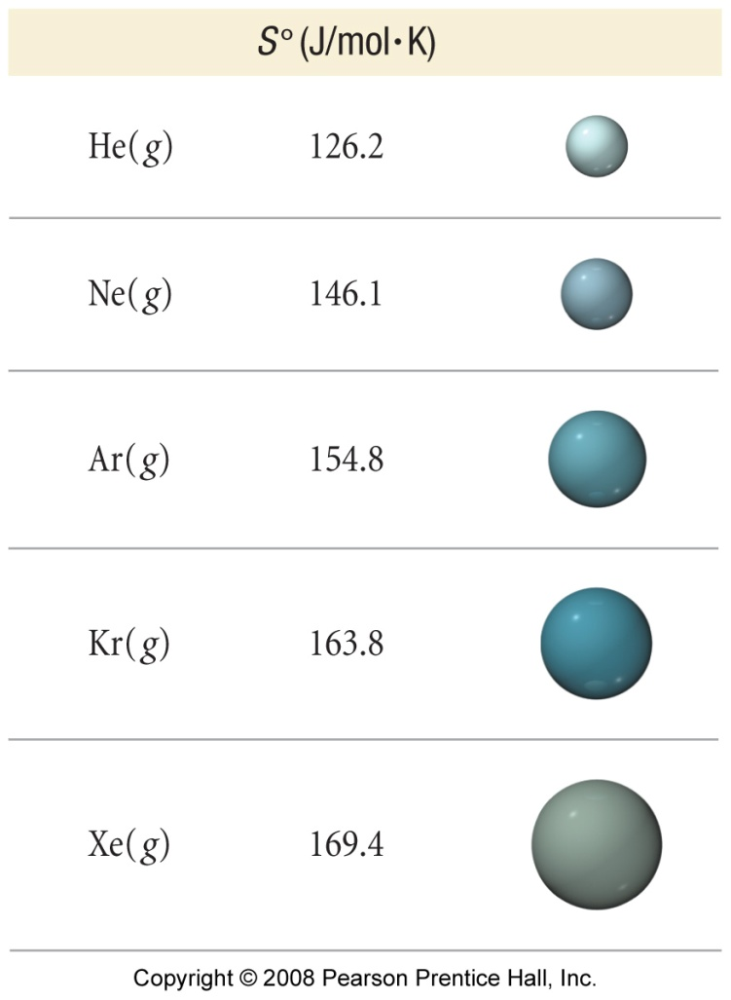 S° (J/mol·K)
He(g) 126.2
Ne(g) 146.1
Ar(g) 154.8
Kr(g) 163.8
Xe(g) 169.4
Copyright © 2008 Pearson Prentice Hall, Inc.